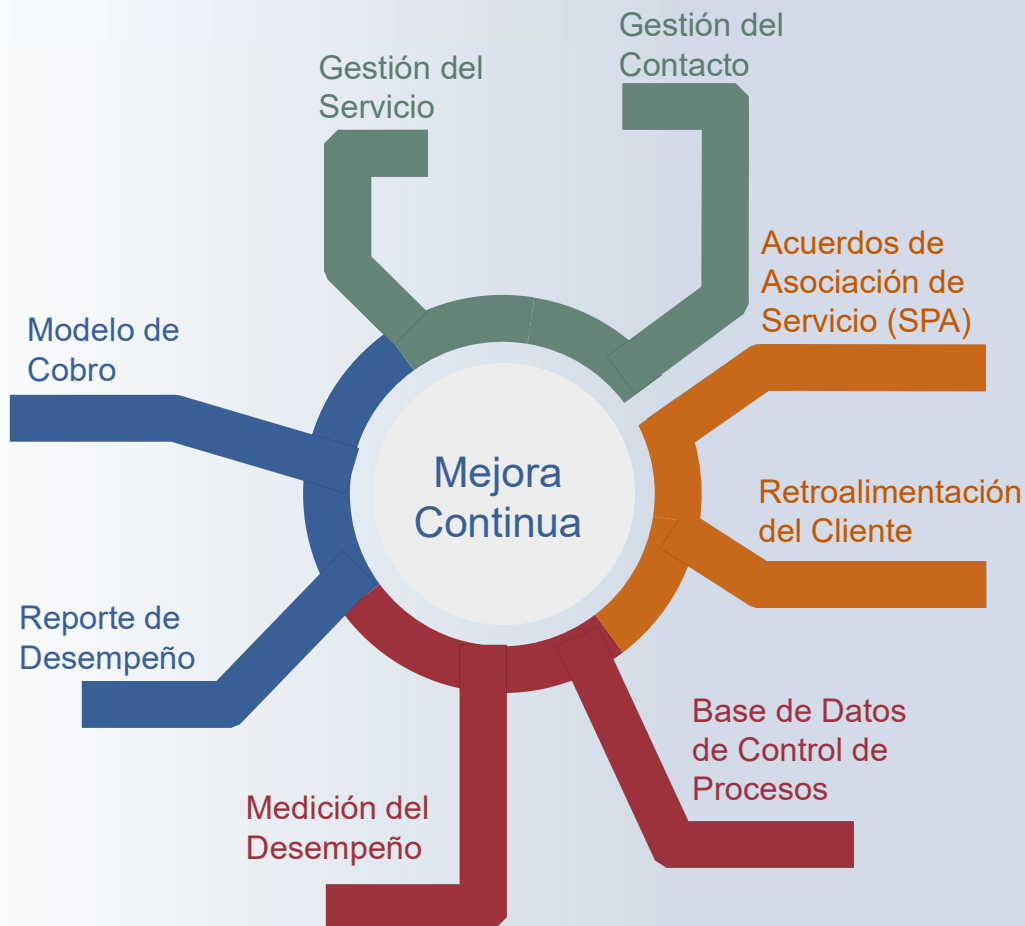 Gestión del
Contacto
Gestión del
Servicio
Acuerdos de
Asociación de
Servicio (SPA)
Modelo de
Cobro
Mejora
Continua
Retroalimentación
del Cliente
Reporte de
Desempeño
Base de Datos
de Control de
Procesos
Medición del
Desempeño